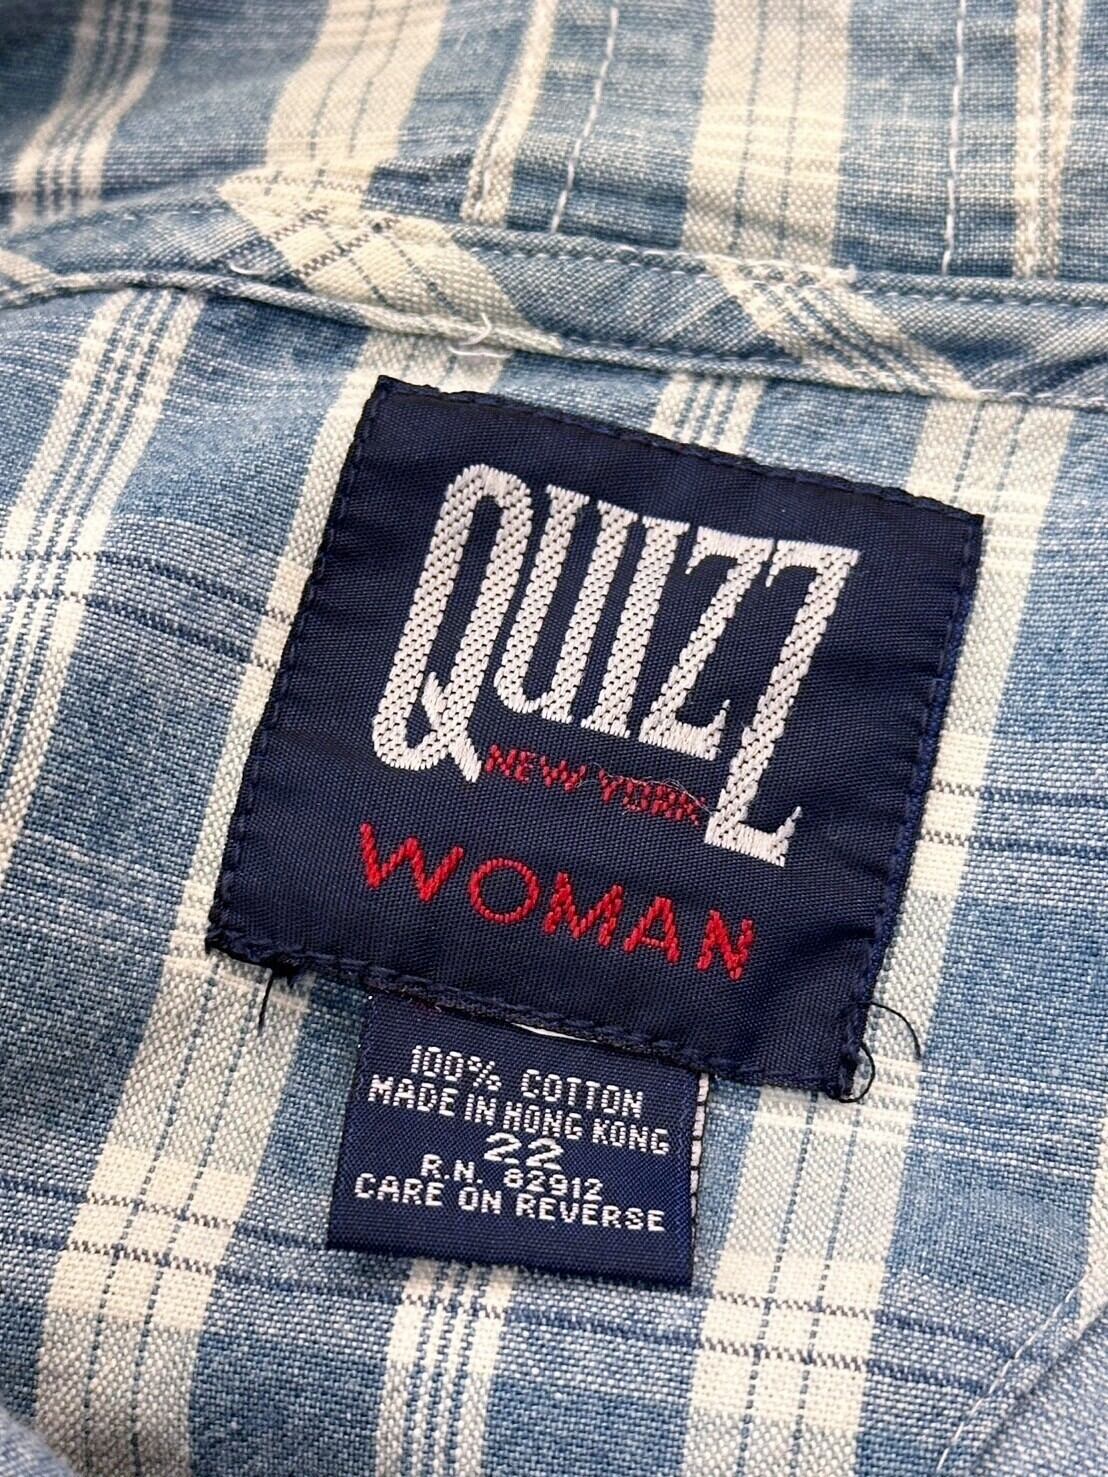 QUIZZ
NEW YORK
WOMAN
100% COTTON
MADE IN HONG KONG
22
R.N. 82912
CARE ON REVERSE